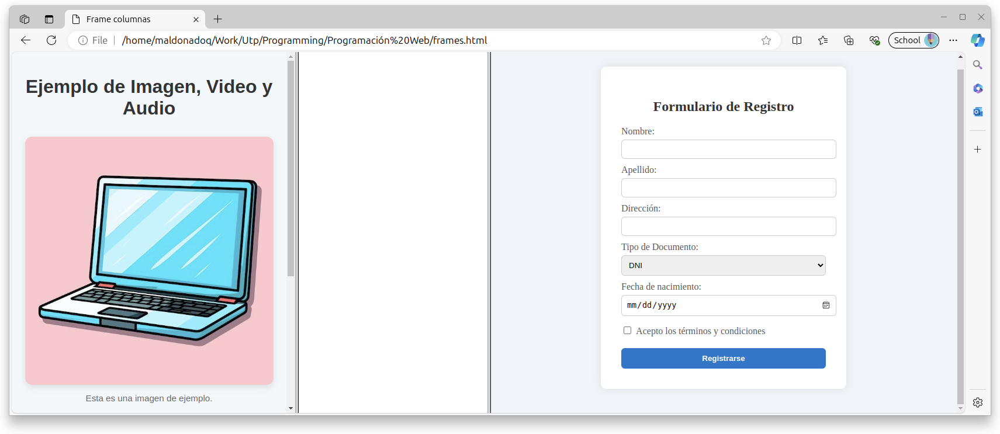 Frame columnas
File
/home/maldonadoq/Work/Utp/Programming/Programación%20Web/frames.html
School
Ejemplo de Imagen, Video y
Audio
Esta es una imagen de ejemplo.
Formulario de Registro
Nombre:
Apellido:
Dirección:
Tipo de Documento:
DNI
Fecha de nacimiento:
mm/dd/yyyy
Acepto los términos y condiciones
Registrarse